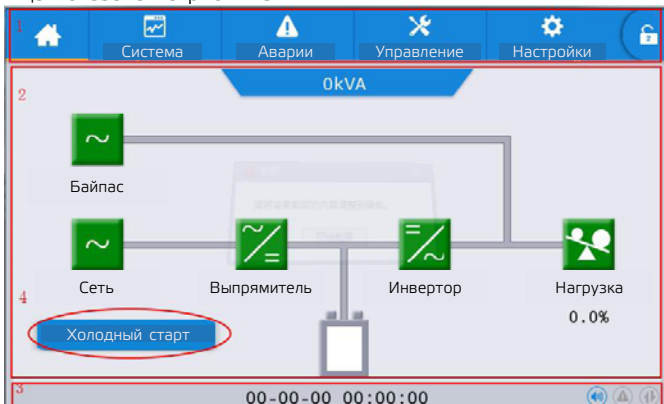 1
Система Аварии Управление Настройки
2
0kVA
Байпас
Сеть Выпрямитель Инвертор Нагрузка
4
0.0%
Холодный старт
3
00-00-00 00:00:00